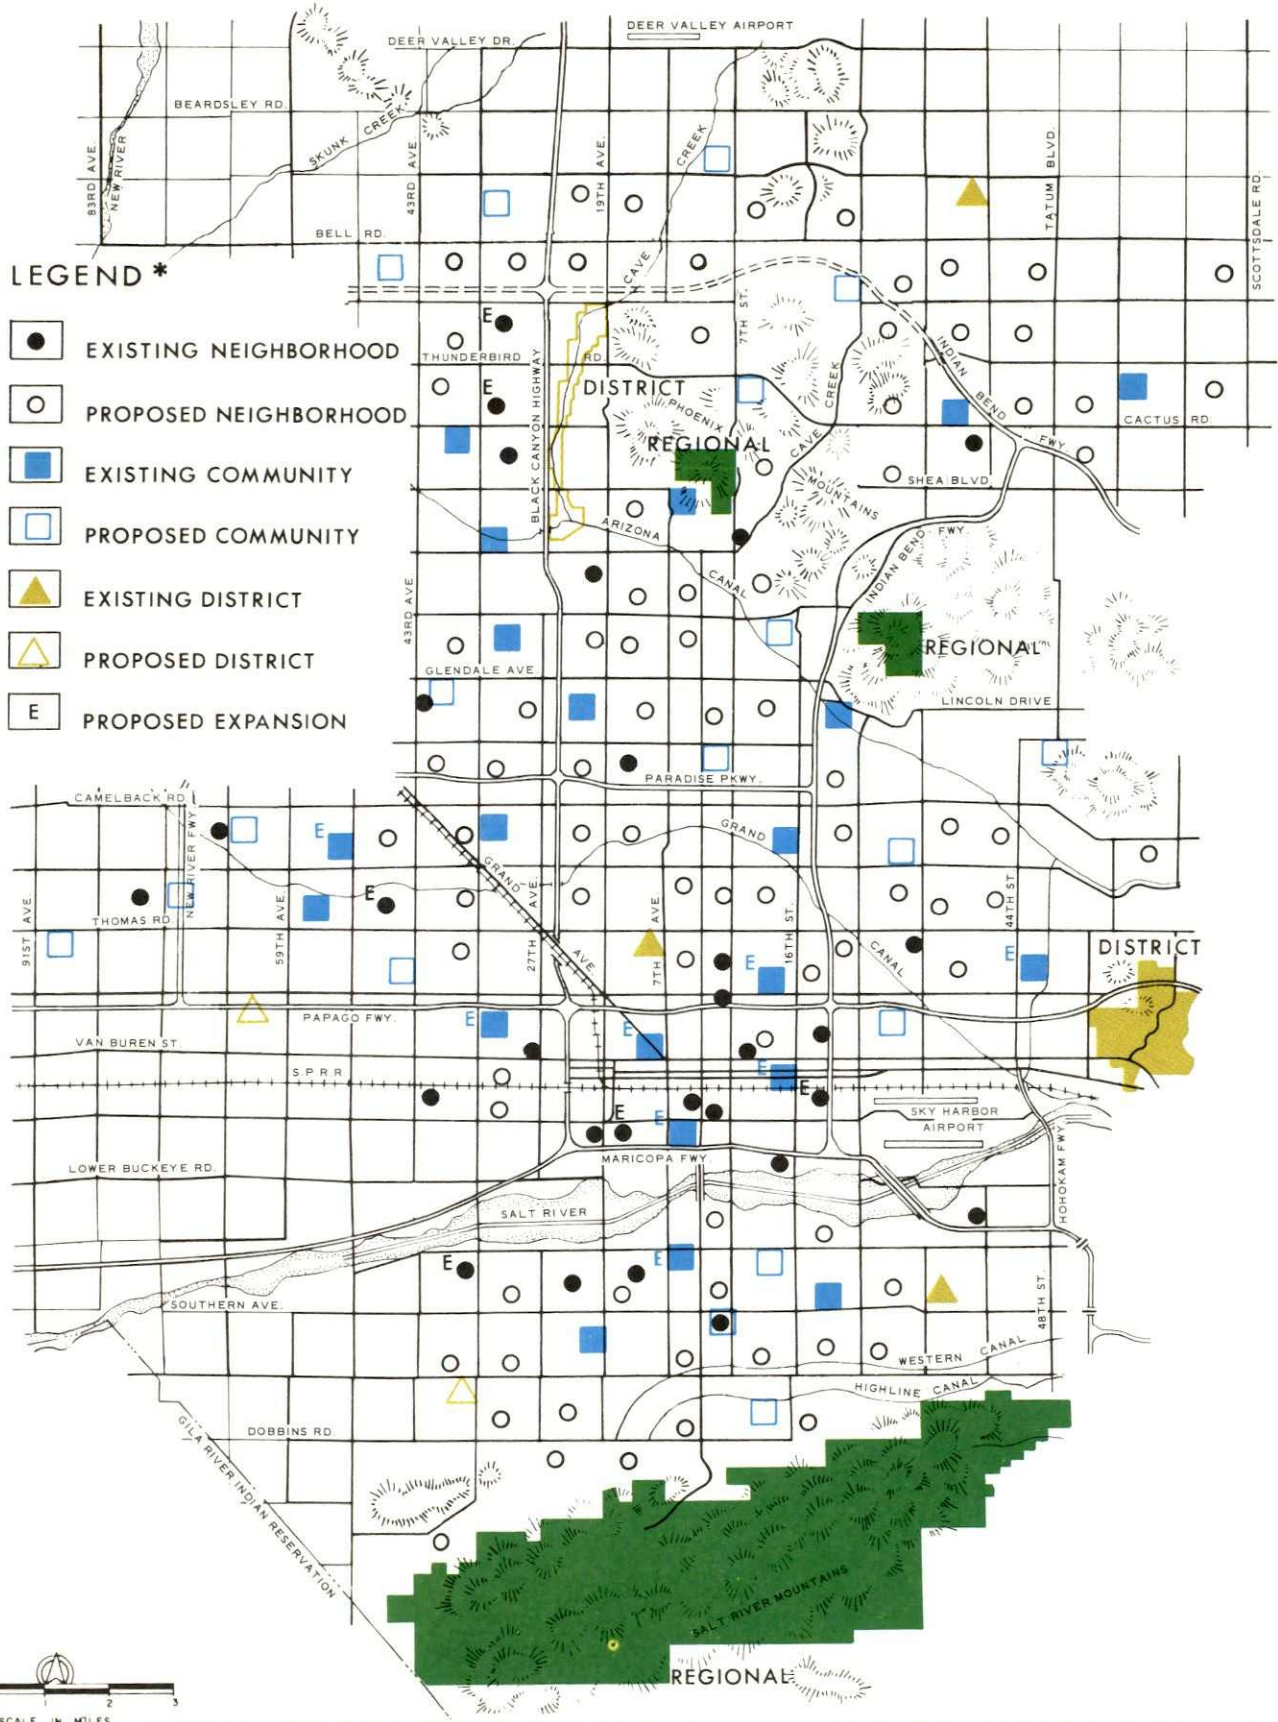 DEER VALLEY AIRPORT
DEER VALLEY DR.
BEARDSLEY RD.
SKUNK CREEK
CREEK
83RD AVE.
NEW RIVER
43RD AVE.
19TH AVE.
TATUM BLVD.
SCOTTSDALE RD.
BELL RD.
CAVE
LEGEND *
EXISTING NEIGHBORHOOD
PROPOSED NEIGHBORHOOD
EXISTING COMMUNITY
PROPOSED COMMUNITY
EXISTING DISTRICT
PROPOSED DISTRICT
E PROPOSED EXPANSION
7TH ST.
E
THUNDERBIRD RD.
E
DISTRICT
BLACK CANYON HIGHWAY
PHOENIX
REGIONAL
CAVE CREEK
MOUNTAINS
INDIAN BEND FWY
CACTUS RD.
SHEA BLVD.
ARIZONA CANAL
INDIAN BEND FWY
43RD AVE
REGIONAL
GLENDALE AVE
LINCOLN DRIVE
PARADISE PKWY.
CAMELBACK RD.
NEW RIVER FWY
E
GRAND AVE.
GRAND CANAL
E
THOMAS RD.
91ST AVE
59TH AVE.
27TH AVE.
7TH AVE
16TH ST.
44TH ST
E
E
DISTRICT
PAPAGO FWY.
E
E
VAN BUREN ST.
S.P.R.R.
E
E
SKY HARBOR
AIRPORT
E
E
MARICOPA FWY.
HOHOKAM FWY.
LOWER BUCKEYE RD.
SALT RIVER
E
E
SOUTHERN AVE.
48TH ST.
WESTERN CANAL
HIGHLINE CANAL
DOBBINS RD
GILA RIVER INDIAN RESERVATION
SALT RIVER MOUNTAINS
REGIONAL
1 2 3
SCALE IN MILES